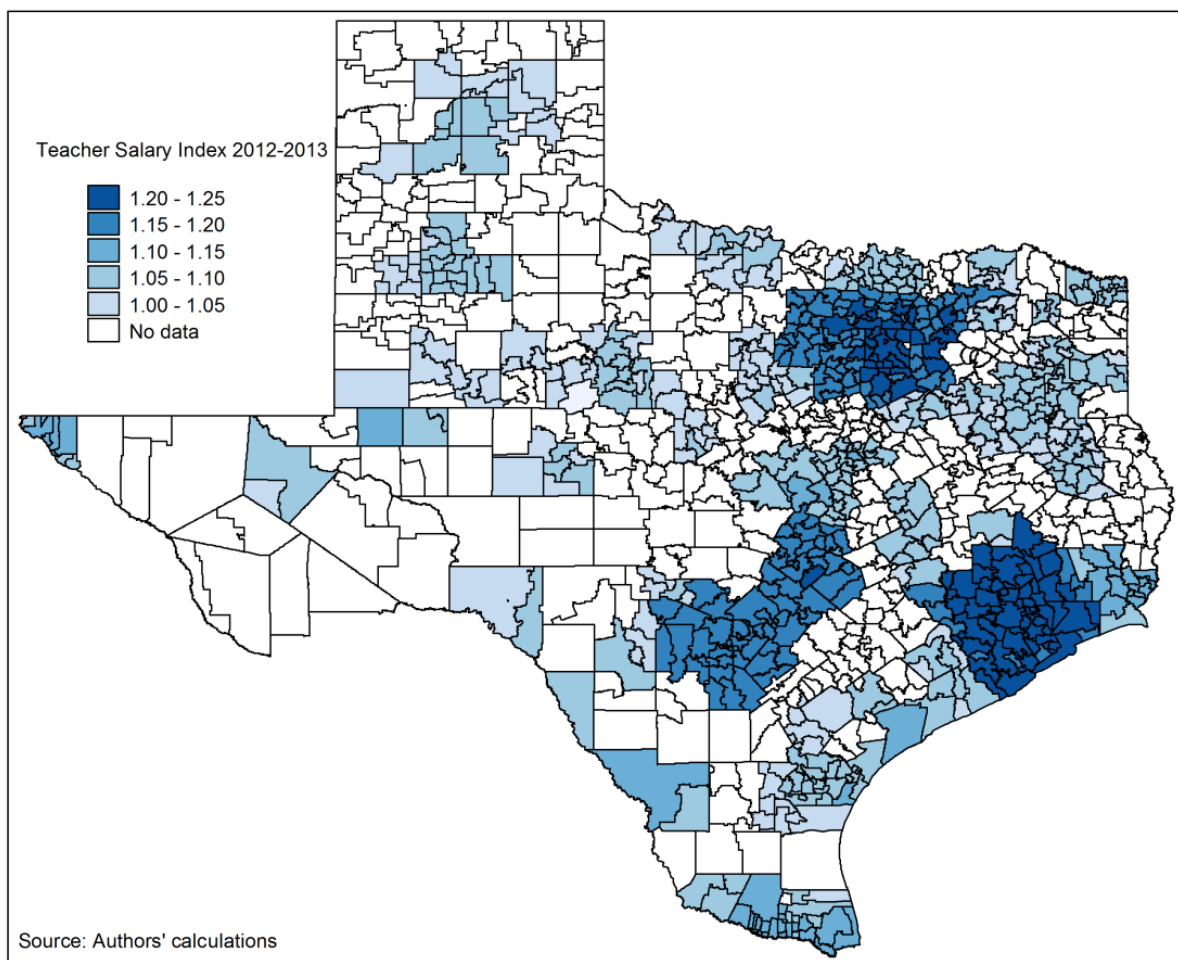 Teacher Salary Index 2012-2013
1.20 - 1.25
1.15 - 1.20
1.10 - 1.15
1.05 - 1.10
1.00 - 1.05
No data
Source: Authors' calculations